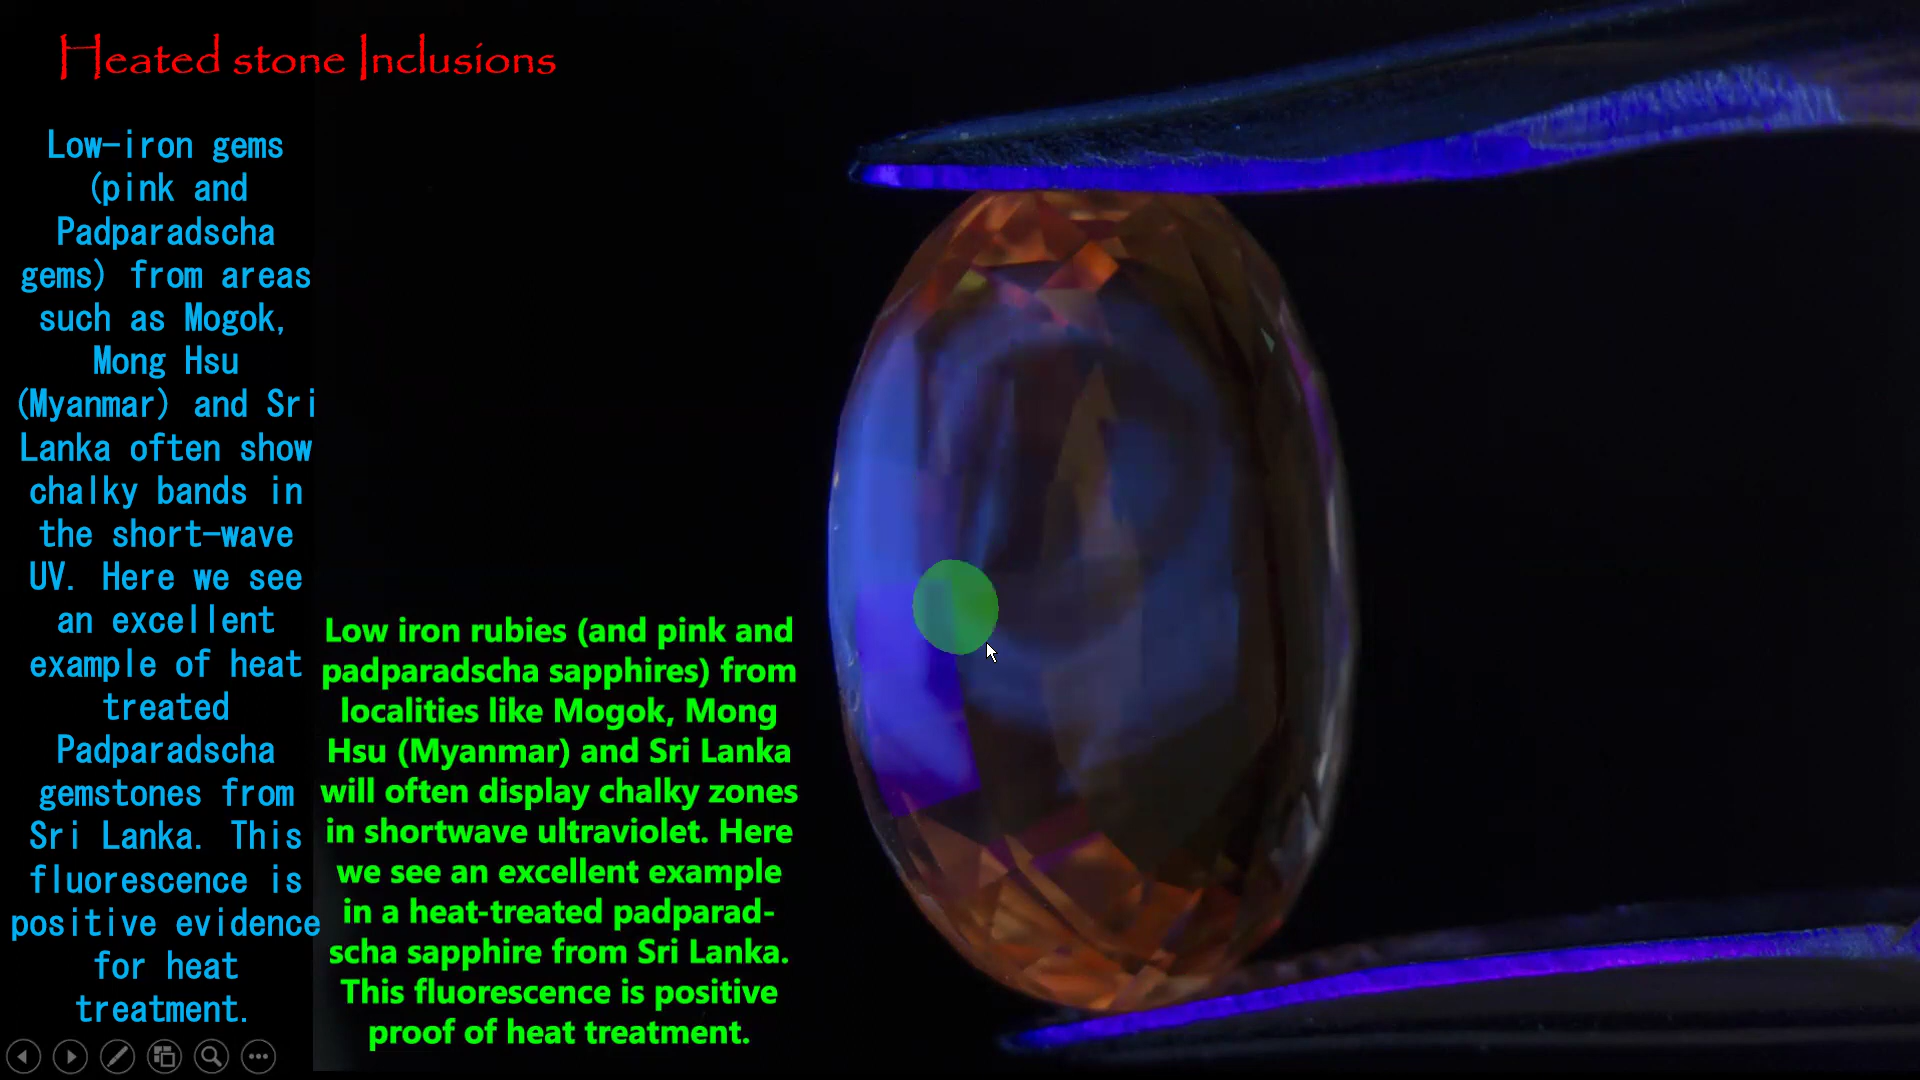 Heated stone Inclusions
Low-iron gems
(pink and
Padparadscha
gems) from areas
such as Mogok,
Mong Hsu
(Myanmar) and Sri
Lanka often show
chalky bands in
the short-wave
UV. Here we see
an excellent
example of heat
treated
Padparadscha
gemstones from
Sri Lanka. This
fluorescence is
positive evidence
for heat
treatment.
Low iron rubies (and pink and
padparadscha sapphires) from
localities like Mogok, Mong
Hsu (Myanmar) and Sri Lanka
will often display chalky zones
in shortwave ultraviolet. Here
we see an excellent example
in a heat-treated padparad-
scha sapphire from Sri Lanka.
This fluorescence is positive
proof of heat treatment.